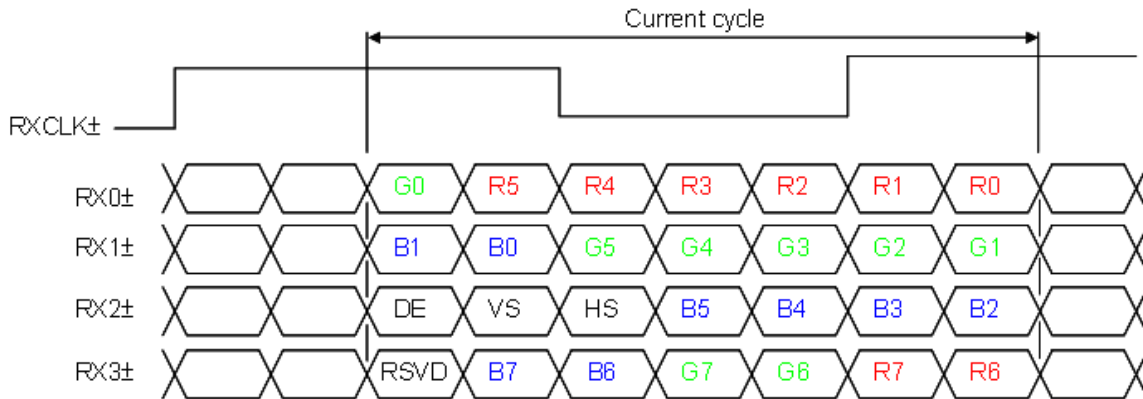 Current cycle
RXCLK±
RX0± G0 R5 R4 R3 R2 R1 R0
RX1± B1 B0 G5 G4 G3 G2 G1
RX2± DE VS HS B5 B4 B3 B2
RX3± RSVD B7 B6 G7 G6 R7 R6